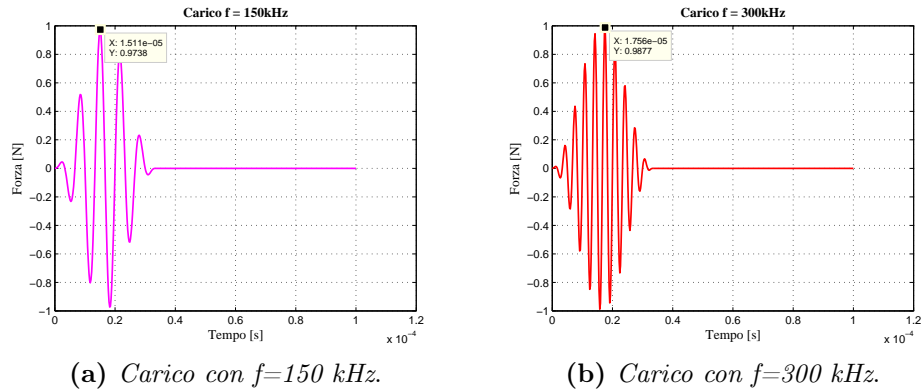 Carico f = 150kHz
X: 1.511e−05
Y: 0.9738
Forza [N]
1
0.8
0.6
0.4
0.2
0
−0.2
−0.4
−0.6
−0.8
−1
0 0.2 0.4 0.6 0.8 1 1.2
Tempo [s]
x 10⁻⁴
(a) Carico con f=150 kHz.
Carico f = 300kHz
X: 1.756e−05
Y: 0.9877
Forza [N]
1
0.8
0.6
0.4
0.2
0
−0.2
−0.4
−0.6
−0.8
−1
0 0.2 0.4 0.6 0.8 1 1.2
Tempo [s]
x 10⁻⁴
(b) Carico con f=300 kHz.